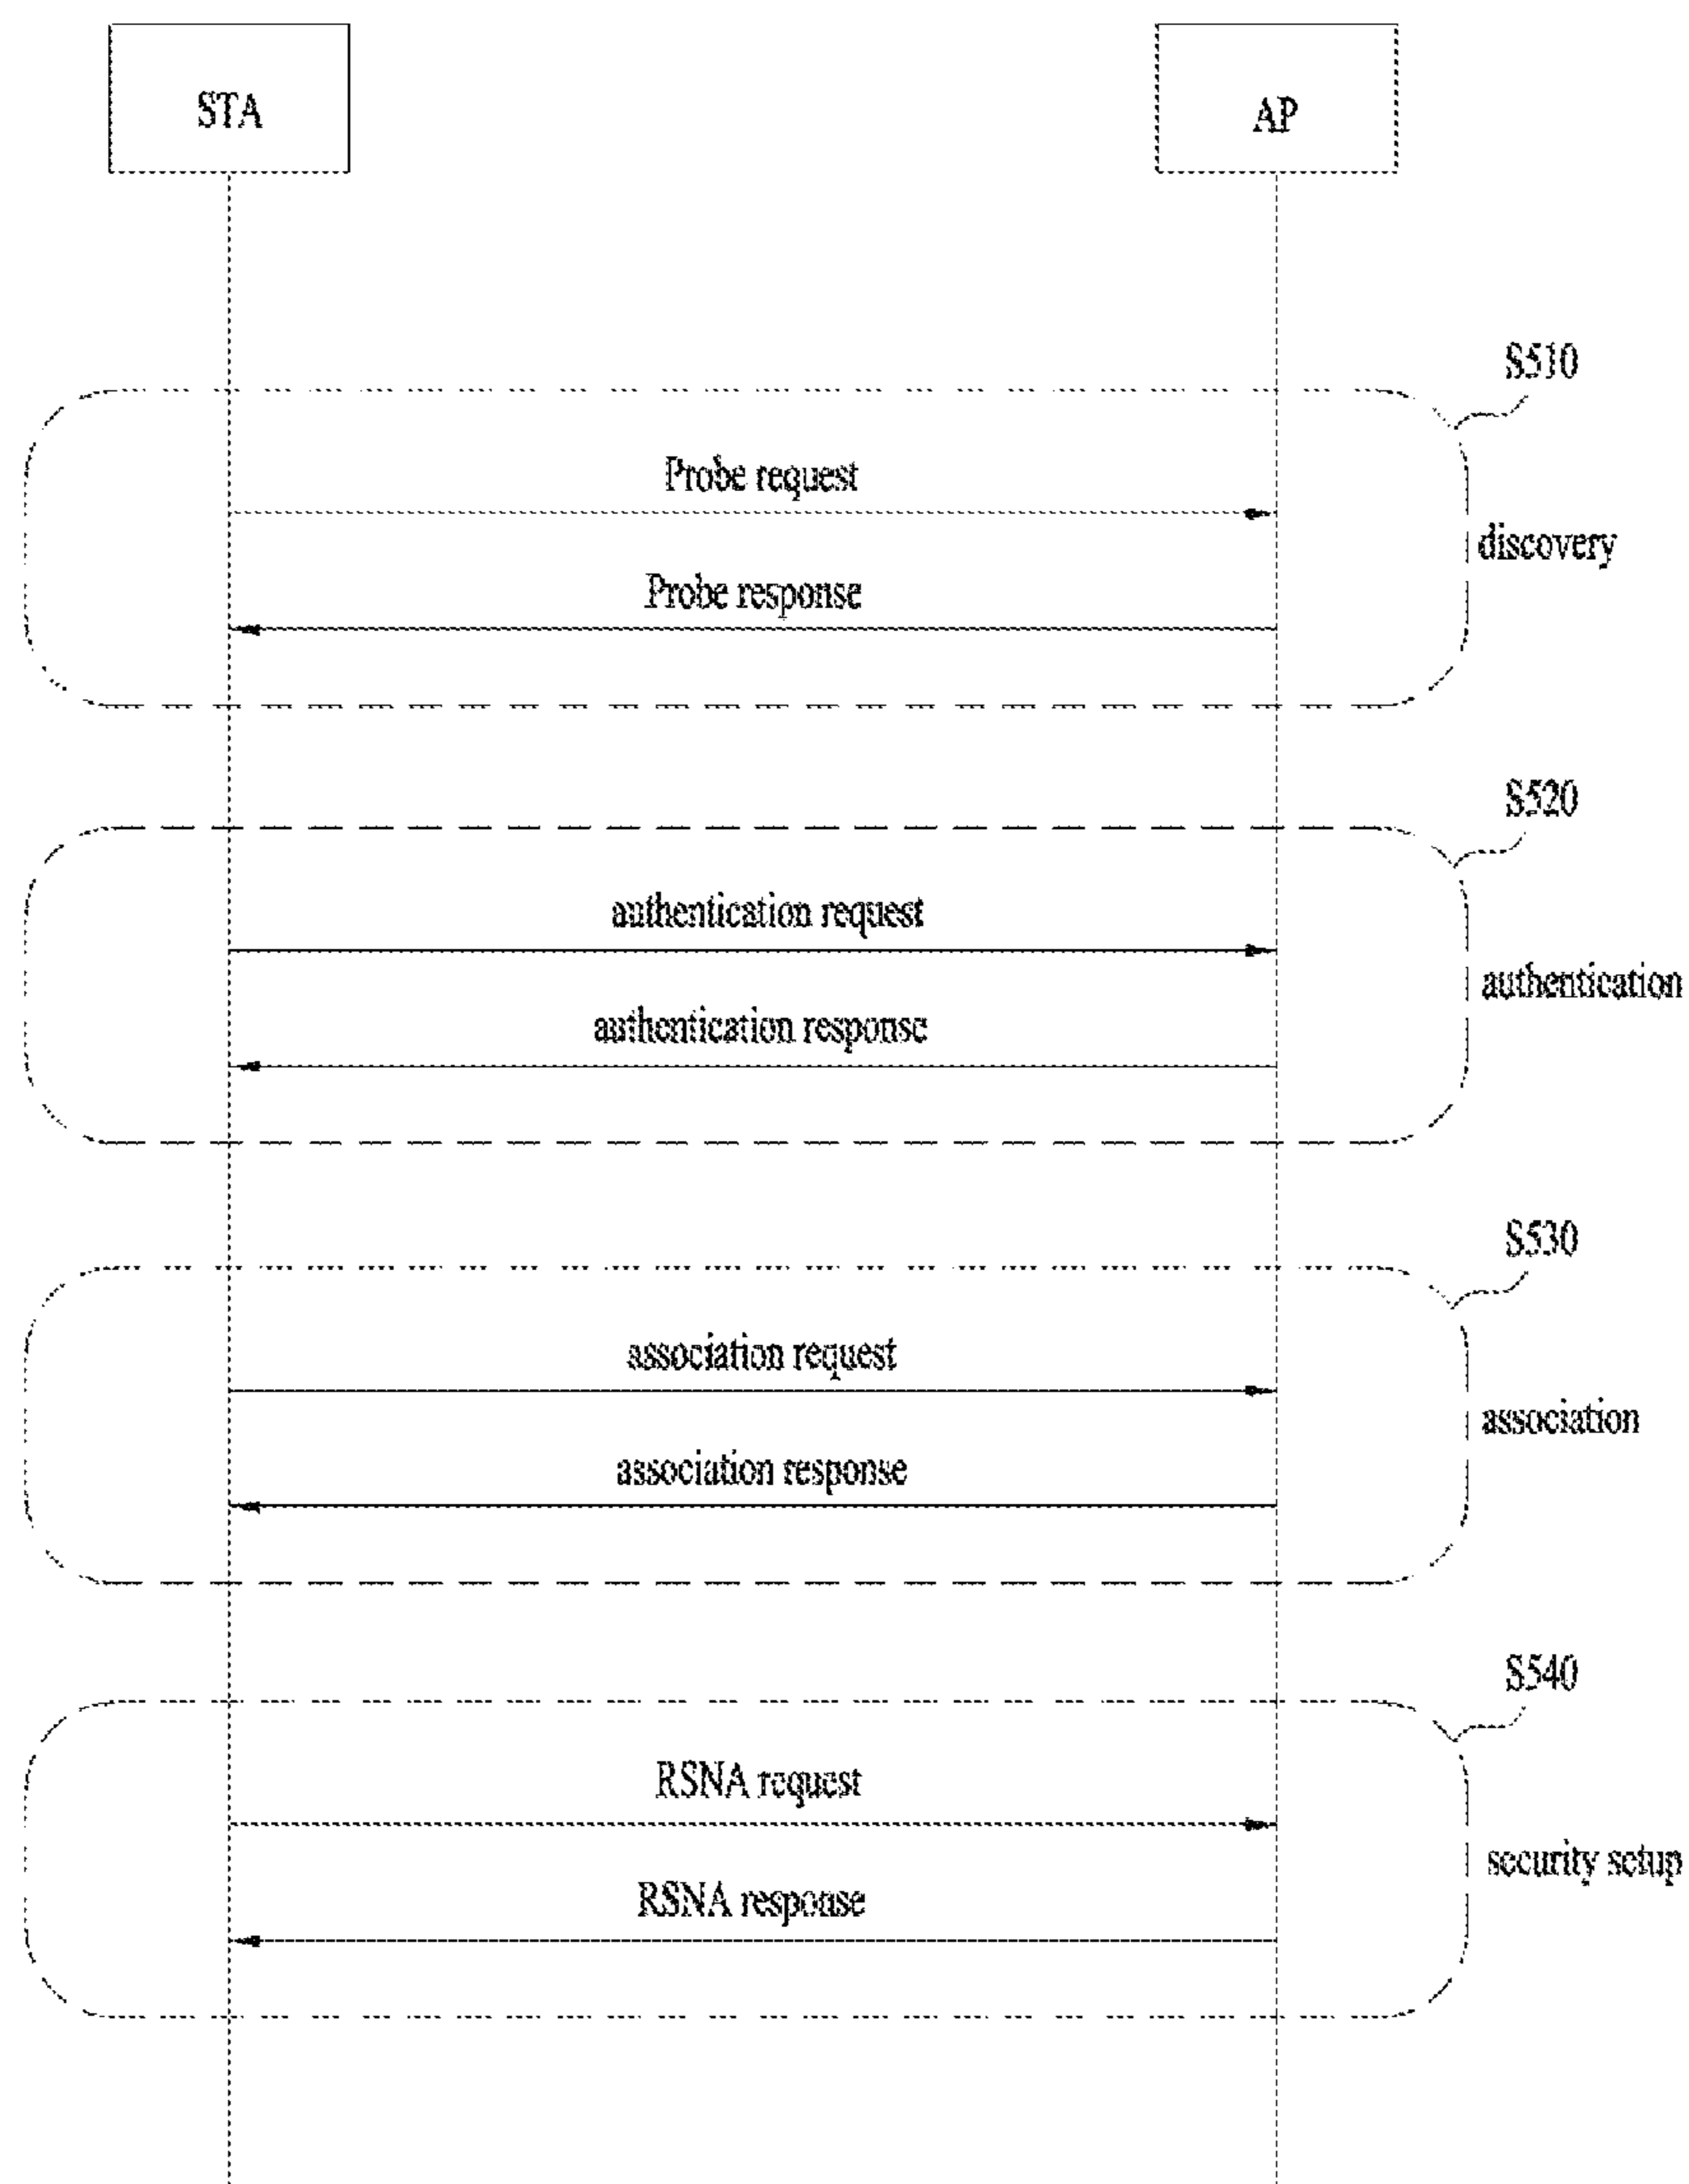 STA
AP
S510
Probe request
discovery
Probe response
S520
authentication request
authentication
authentication response
S530
association request
association
association response
S540
RSNA request
security setup
RSNA response